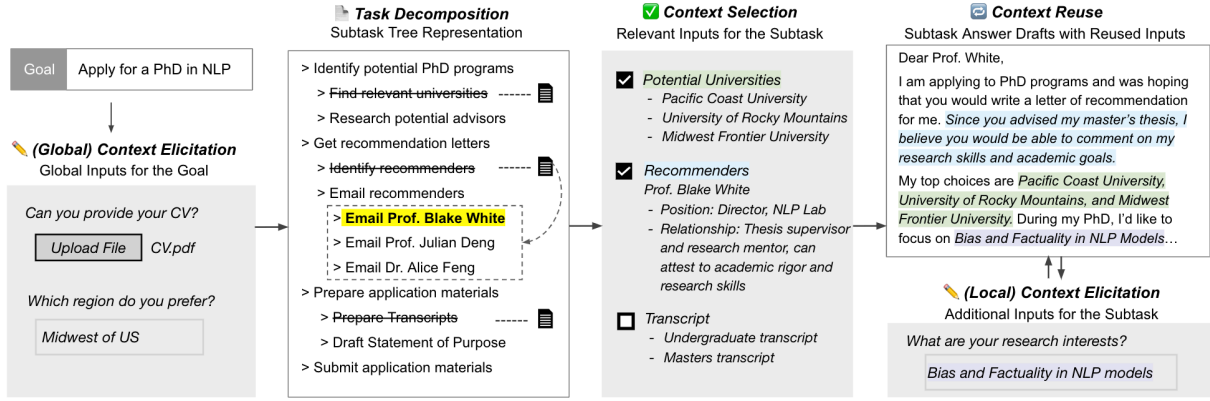 Goal
Apply for a PhD in NLP
(Global) Context Elicitation
Global Inputs for the Goal
Can you provide your CV?
Upload File
CV.pdf
Which region do you prefer?
Midwest of US
Task Decomposition
Subtask Tree Representation
> Identify potential PhD programs
> Find relevant universities
> Research potential advisors
> Get recommendation letters
> Identify recommenders
> Email recommenders
> Email Prof. Blake White
> Email Prof. Julian Deng
> Email Dr. Alice Feng
> Prepare application materials
> Prepare Transcripts
> Draft Statement of Purpose
> Submit application materials
Context Selection
Relevant Inputs for the Subtask
Potential Universities
- Pacific Coast University
- University of Rocky Mountains
- Midwest Frontier University
Recommenders
Prof. Blake White
- Position: Director, NLP Lab
- Relationship: Thesis supervisor
and research mentor, can
attest to academic rigor and
research skills
Transcript
- Undergraduate transcript
- Masters transcript
Context Reuse
Subtask Answer Drafts with Reused Inputs
Dear Prof. White,
I am applying to PhD programs and was hoping
that you would write a letter of recommendation
for me. Since you advised my master's thesis, I
believe you would be able to comment on my
research skills and academic goals.
My top choices are Pacific Coast University,
University of Rocky Mountains, and Midwest
Frontier University. During my PhD, I'd like to
focus on Bias and Factuality in NLP Models...
(Local) Context Elicitation
Additional Inputs for the Subtask
What are your research interests?
Bias and Factuality in NLP models